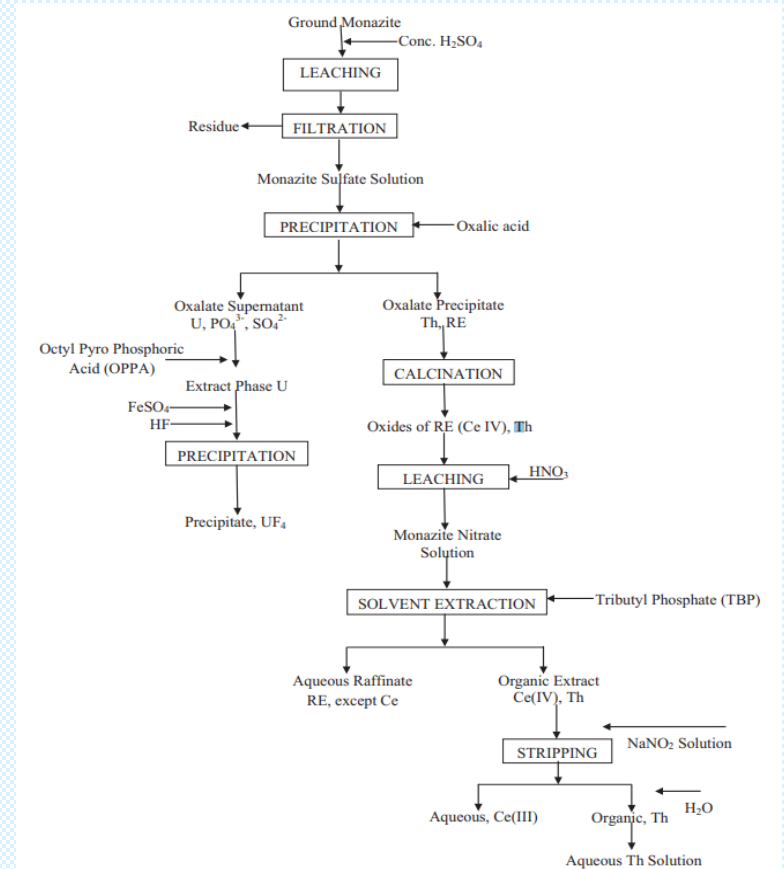 Ground Monazite
Conc. H₂SO₄
LEACHING
Residue
FILTRATION
Monazite Sulfate Solution
PRECIPITATION
Oxalic acid
Oxalate Supernatant
U, PO₄³⁻, SO₄²⁻
Oxalate Precipitate
Th, RE
Octyl Pyro Phosphoric
Acid (OPPA)
CALCINATION
Extract Phase U
FeSO₄
HF
Oxides of RE (Ce IV), Th
PRECIPITATION
LEACHING
HNO₃
Precipitate, UF₄
Monazite Nitrate
Solution
SOLVENT EXTRACTION
Tributyl Phosphate (TBP)
Aqueous Raffinate
RE, except Ce
Organic Extract
Ce(IV), Th
NaNO₂ Solution
STRIPPING
Aqueous, Ce(III)
Organic, Th
H₂O
Aqueous Th Solution